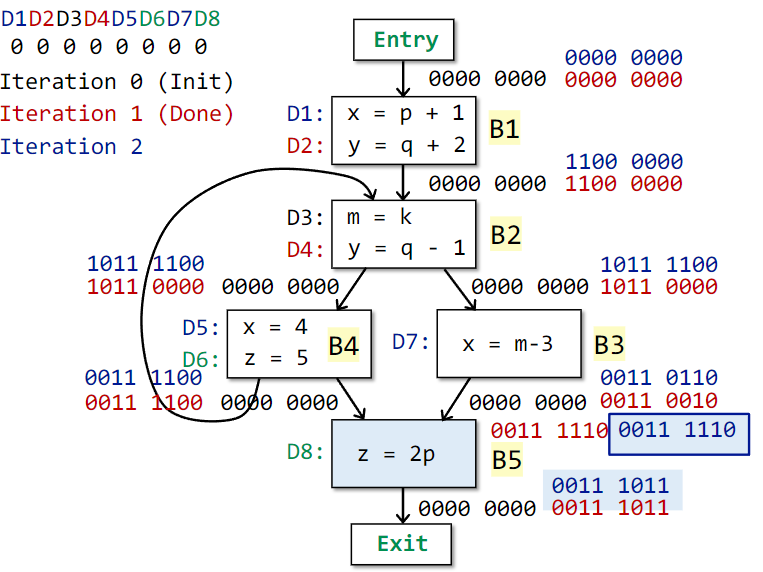 D1D2D3D4D5D6D7D8
0 0 0 0 0 0 0 0
Iteration 0 (Init)
Iteration 1 (Done)
Iteration 2
Entry
0000 0000
0000 0000 0000 0000
D1: x = p + 1
D2: y = q + 2
B1
1100 0000
0000 0000 1100 0000
D3: m = k
D4: y = q - 1
B2
1011 1100
1011 0000 0000 0000
1011 1100
0000 0000 1011 0000
D5: x = 4
D6: z = 5
B4
D7: x = m-3
B3
0011 1100
0011 1100 0000 0000
0011 0110
0000 0000 0011 0010
0011 1110 0011 1110
D8: z = 2p
B5
0011 1011
0000 0000 0011 1011
Exit